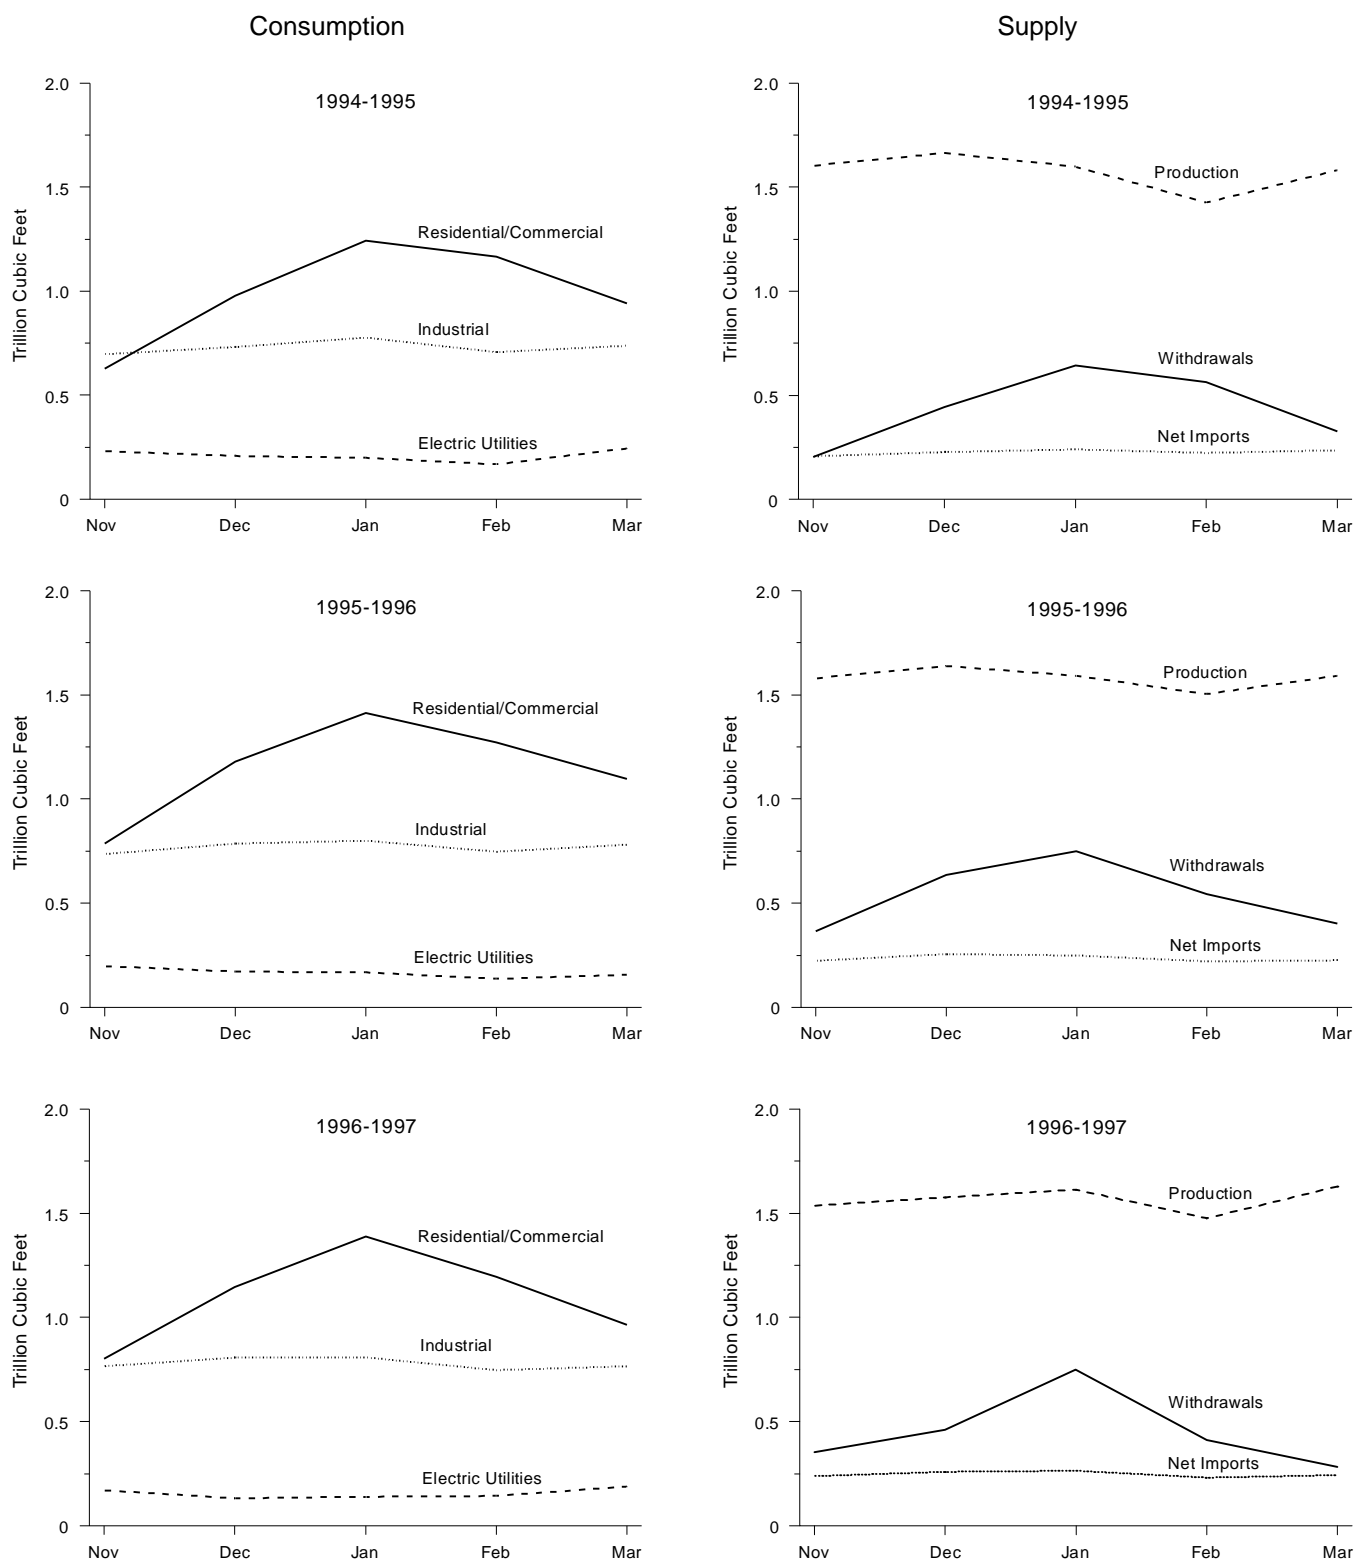 Consumption
Supply
1994-1995
2.0
1.5
1.0
0.5
0
Trillion Cubic Feet
Residential/Commercial
Industrial
Electric Utilities
Nov Dec Jan Feb Mar
1994-1995
2.0
1.5
1.0
0.5
0
Trillion Cubic Feet
Production
Withdrawals
Net Imports
Nov Dec Jan Feb Mar
1995-1996
2.0
1.5
1.0
0.5
0
Trillion Cubic Feet
Residential/Commercial
Industrial
Electric Utilities
Nov Dec Jan Feb Mar
1995-1996
2.0
1.5
1.0
0.5
0
Trillion Cubic Feet
Production
Withdrawals
Net Imports
Nov Dec Jan Feb Mar
1996-1997
2.0
1.5
1.0
0.5
0
Trillion Cubic Feet
Residential/Commercial
Industrial
Electric Utilities
Nov Dec Jan Feb Mar
1996-1997
2.0
1.5
1.0
0.5
0
Trillion Cubic Feet
Production
Withdrawals
Net Imports
Nov Dec Jan Feb Mar